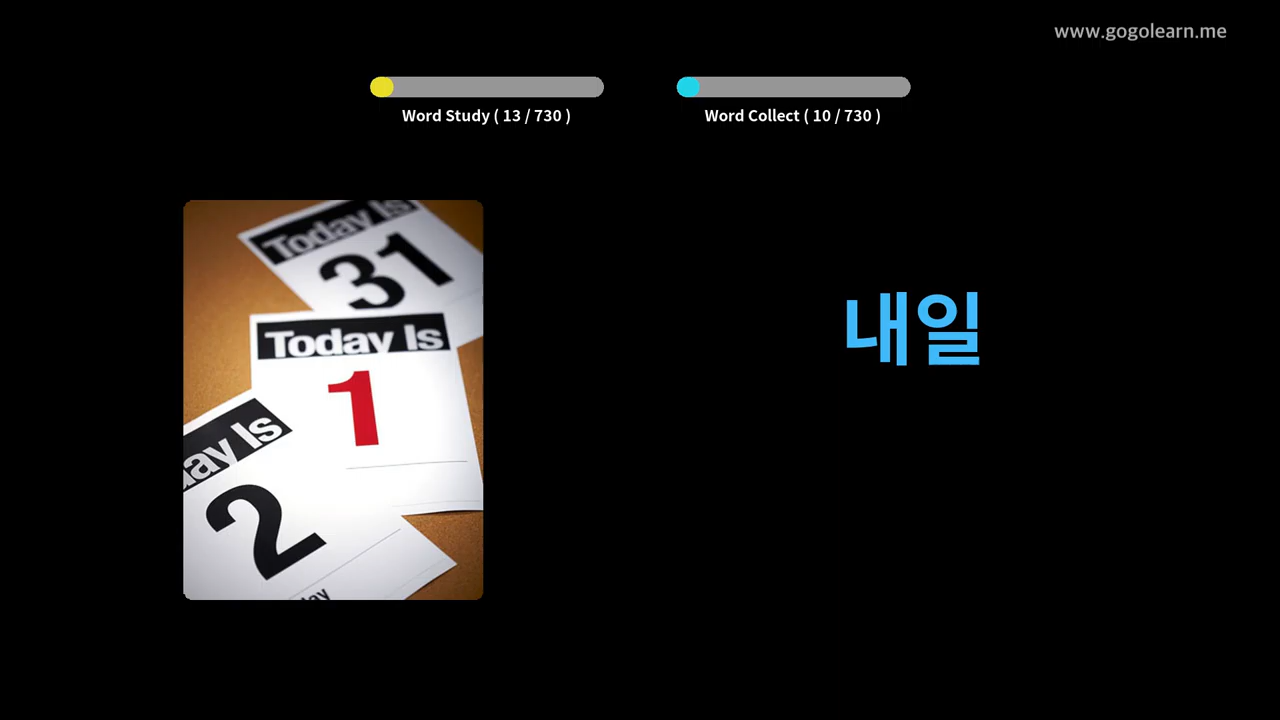 www.gogolearn.me
Word Study ( 13 / 730 )
Word Collect ( 10 / 730 )
Today Is
31
Today Is
1
ay Is
2
내일